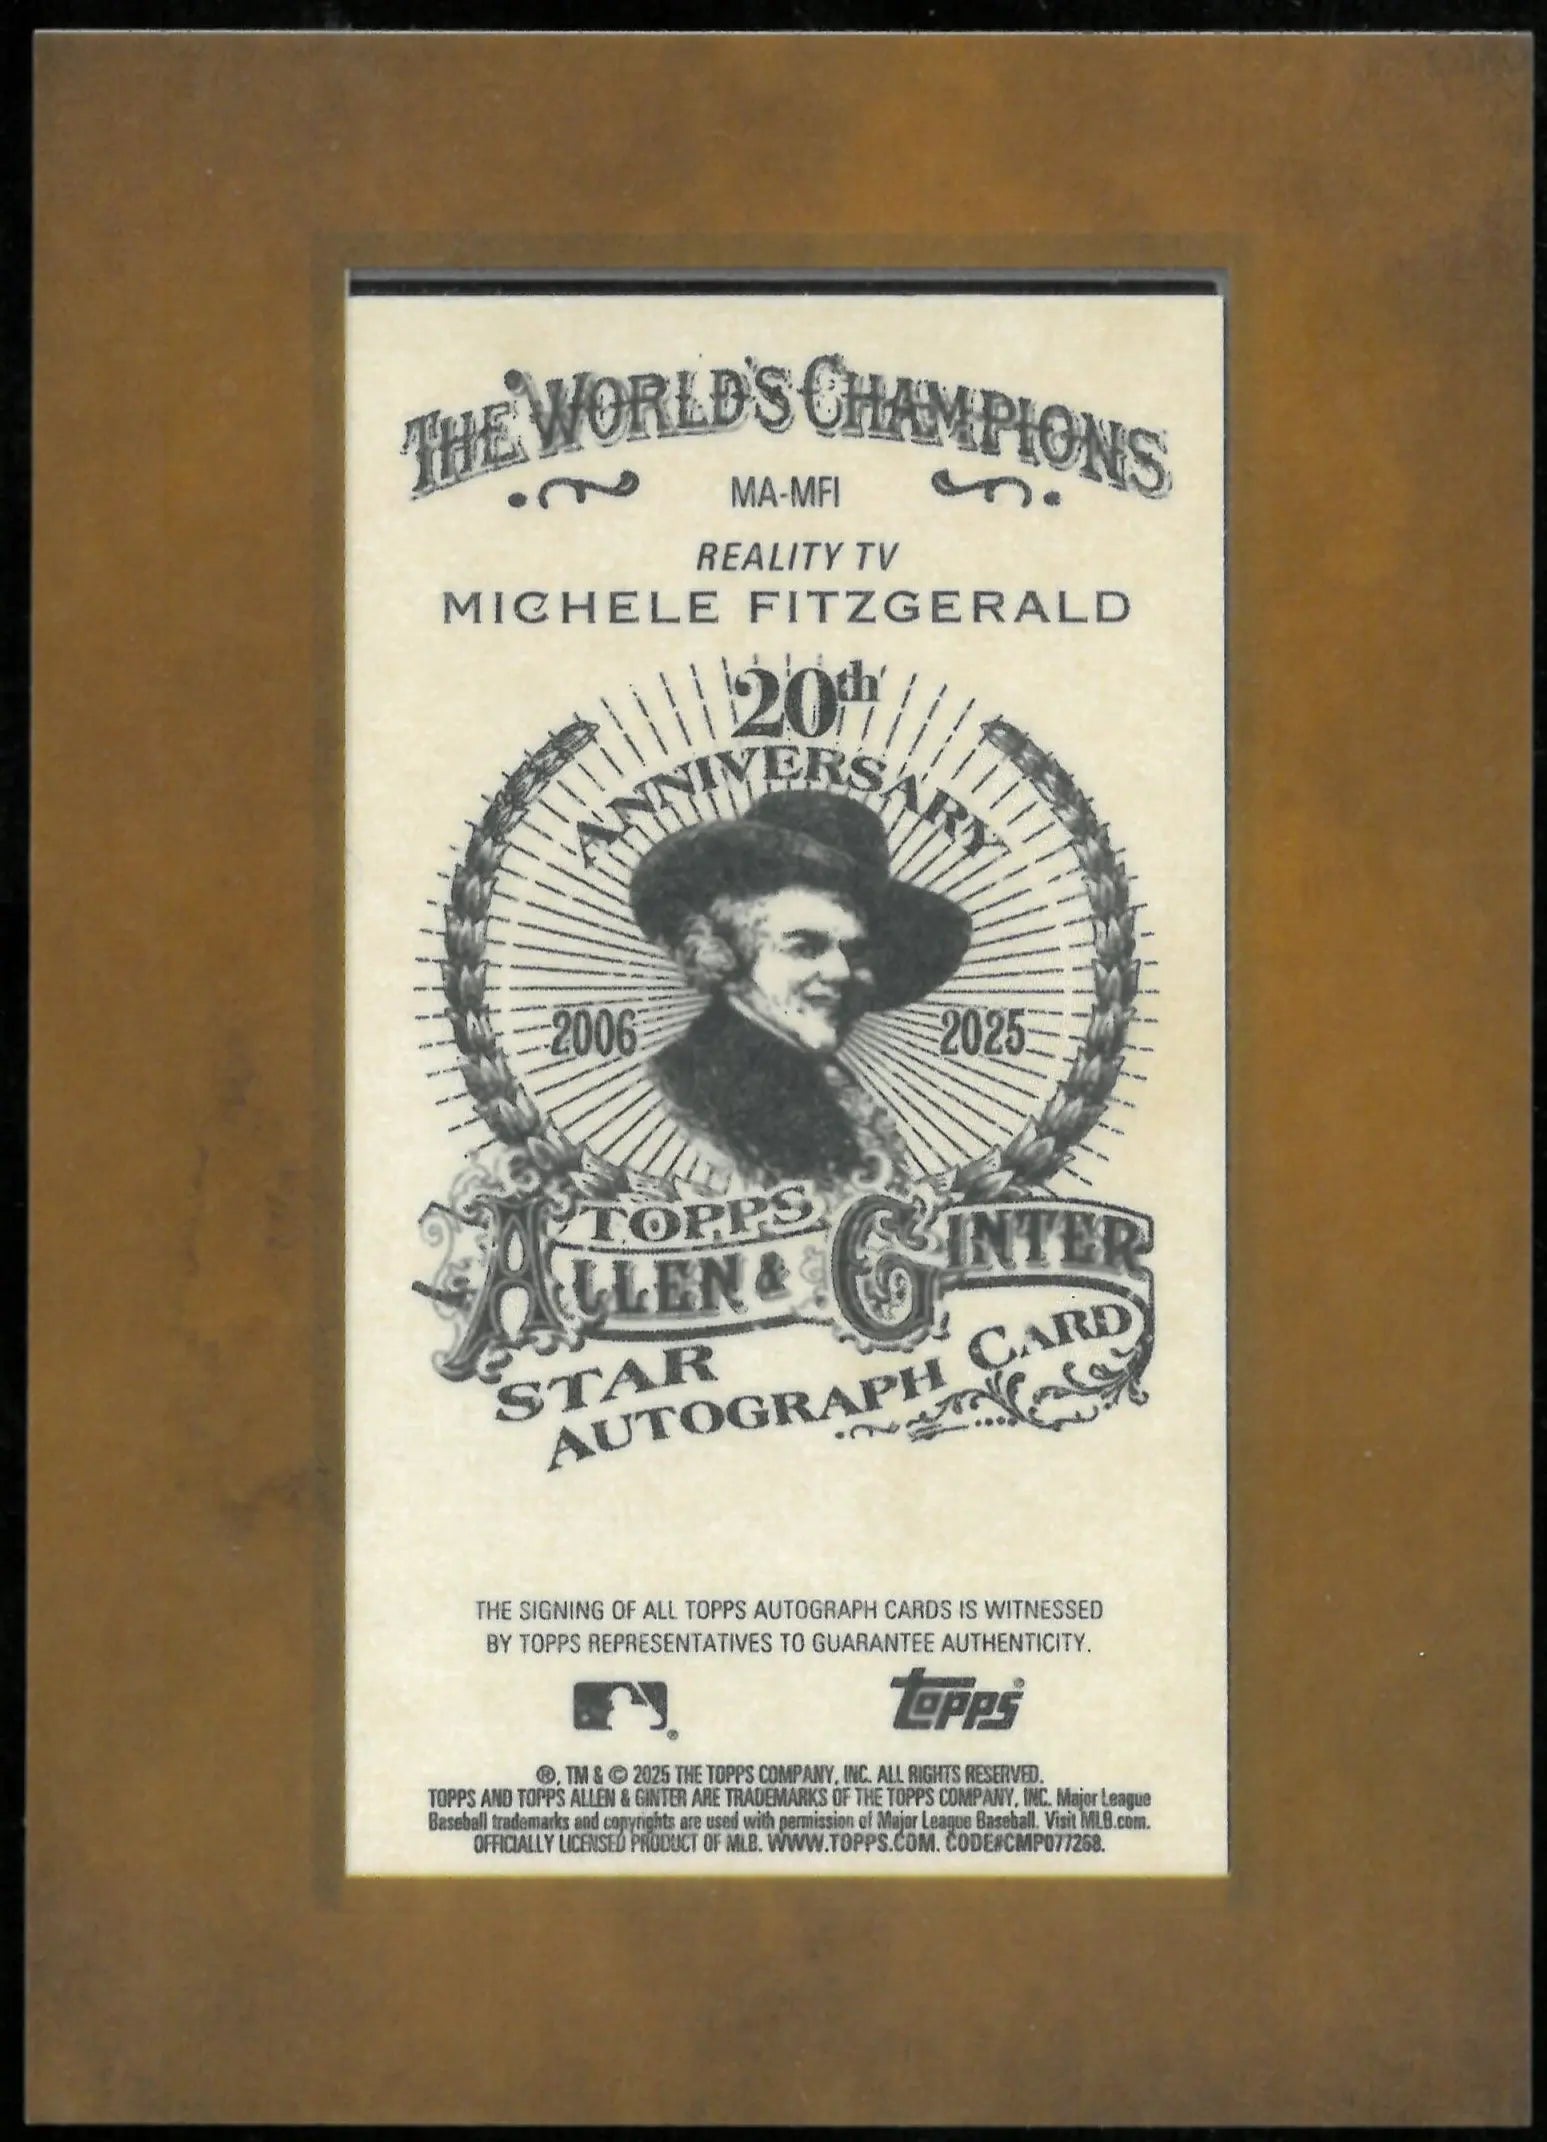 THE WORLD'S CHAMPIONS
MA-MFI
REALITY TV
MICHELE FITZGERALD
20th
ANNIVERSARY
2006 2025
TOPPS
ALLEN & GINTER
STAR
AUTOGRAPH CARD
THE SIGNING OF ALL TOPPS AUTOGRAPH CARDS IS WITNESSED
BY TOPPS REPRESENTATIVES TO GUARANTEE AUTHENTICITY.
® topps®
®, TM & © 2025 THE TOPPS COMPANY, INC. ALL RIGHTS RESERVED.
TOPPS AND TOPPS ALLEN & GINTER ARE TRADEMARKS OF THE TOPPS COMPANY, INC. Major League
Baseball trademarks and copyrights are used with permission of Major League Baseball. Visit MLB.com.
OFFICIALLY LICENSED PRODUCT OF MLB. WWW.TOPPS.COM. CODE#CMP077268.